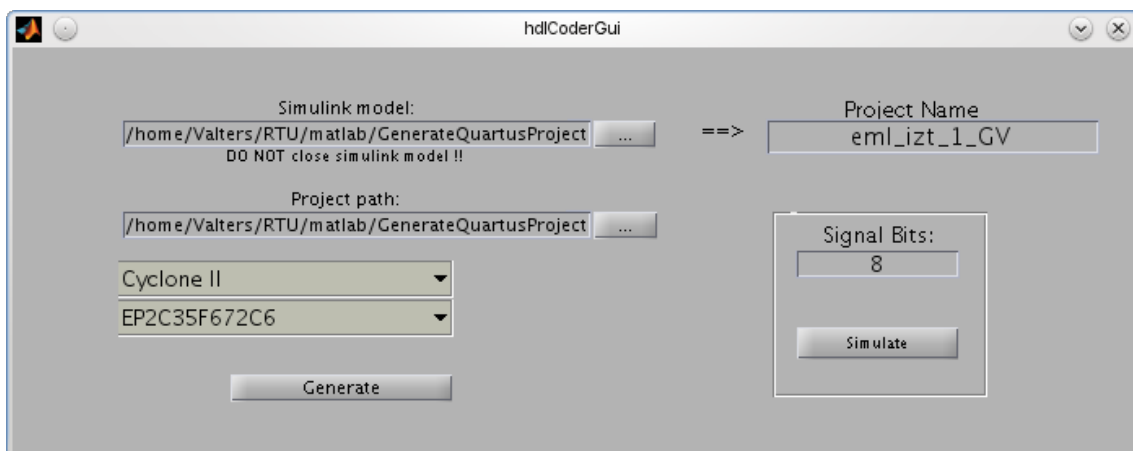 hdlCoderGui
Simulink model:
/home/Valters/RTU/matlab/GenerateQuartusProject
...
DO NOT close simulink model !!
==>
Project Name
eml_izt_1_GV
Project path:
/home/Valters/RTU/matlab/GenerateQuartusProject
...
Cyclone II
EP2C35F672C6
Generate
Signal Bits:
8
Simulate